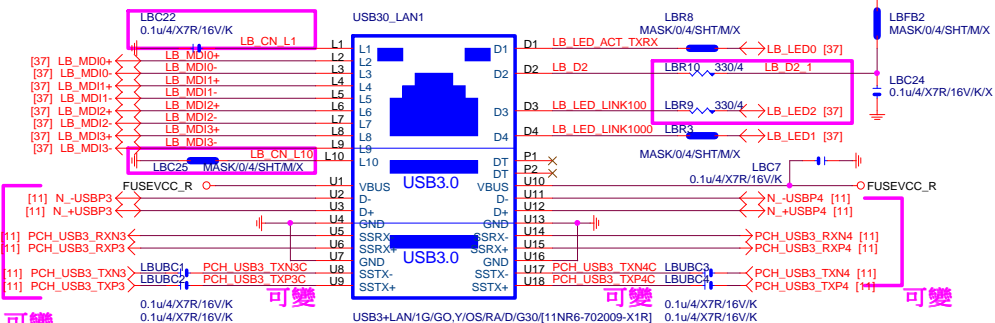 LBC22
0.1u/4/X7R/16V/K
LB_CN_L1
USB30_LAN1
LBR8
MASK/0/4/SHT/M/X
LBFB2
MASK/0/4/SHT/M/X
L1 L1 D1 D1 LB_LED_ACT_TXRX LB_LED0 [37]
[37] LB_MDI0+ LB_MDI0+ L2 L2
[37] LB_MDI0- LB_MDI0- L3 L3 D2 D2 LB_D2 LBR10 330/4 LB_D2_1
[37] LB_MDI1+ LB_MDI1+ L4 L4
LBC24
0.1u/4/X7R/16V/K/X
[37] LB_MDI1- LB_MDI1- L5 L5
[37] LB_MDI2+ LB_MDI2+ L6 L6
[37] LB_MDI2- LB_MDI2- L7 L7 D3 D3 LB_LED_LINK100 LBR9 330/4 LB_LED2 [37]
[37] LB_MDI3+ LB_MDI3+ L8 L8
[37] LB_MDI3- LB_MDI3- L9 L9 D4 D4 LB_LED_LINK1000 LBR3 LB_LED1 [37]
MASK/0/4/SHT/M/X
LB_CN_L10 L10 L10 DT P1
LBC25 MASK/0/4/SHT/M/X
DT P2
LBC7
0.1u/4/X7R/16V/K
USB3.0
FUSEVCC_R U1 VBUS VBUS U10 FUSEVCC_R
[11] N_-USBP3 U2 D- D- U11 N_-USBP4 [11]
[11] N_+USBP3 U3 D+ D+ U12 N_+USBP4 [11]
U4 GND GND U13
[11] PCH_USB3_RXN3 U5 SSRX- SSRX- U14 PCH_USB3_RXN4 [11]
[11] PCH_USB3_RXP3 U6 SSRX+ SSRX+ U15 PCH_USB3_RXP4 [11]
USB3.0
U7 GND GND U16
[11] PCH_USB3_TXN3 LBUBC1 PCH_USB3_TXN3C U8 SSTX- SSTX- U17 PCH_USB3_TXN4C LBUBC3 PCH_USB3_TXN4 [11]
[11] PCH_USB3_TXP3 LBUBC2 PCH_USB3_TXP3C U9 SSTX+ SSTX+ U18 PCH_USB3_TXP4C LBUBC4 PCH_USB3_TXP4 [11]
可變 可變 可變
0.1u/4/X7R/16V/K 0.1u/4/X7R/16V/K
可變 0.1u/4/X7R/16V/K USB3+LAN/1G/GO,Y/OS/RA/D/G30/[11NR6-702009-X1R] 0.1u/4/X7R/16V/K